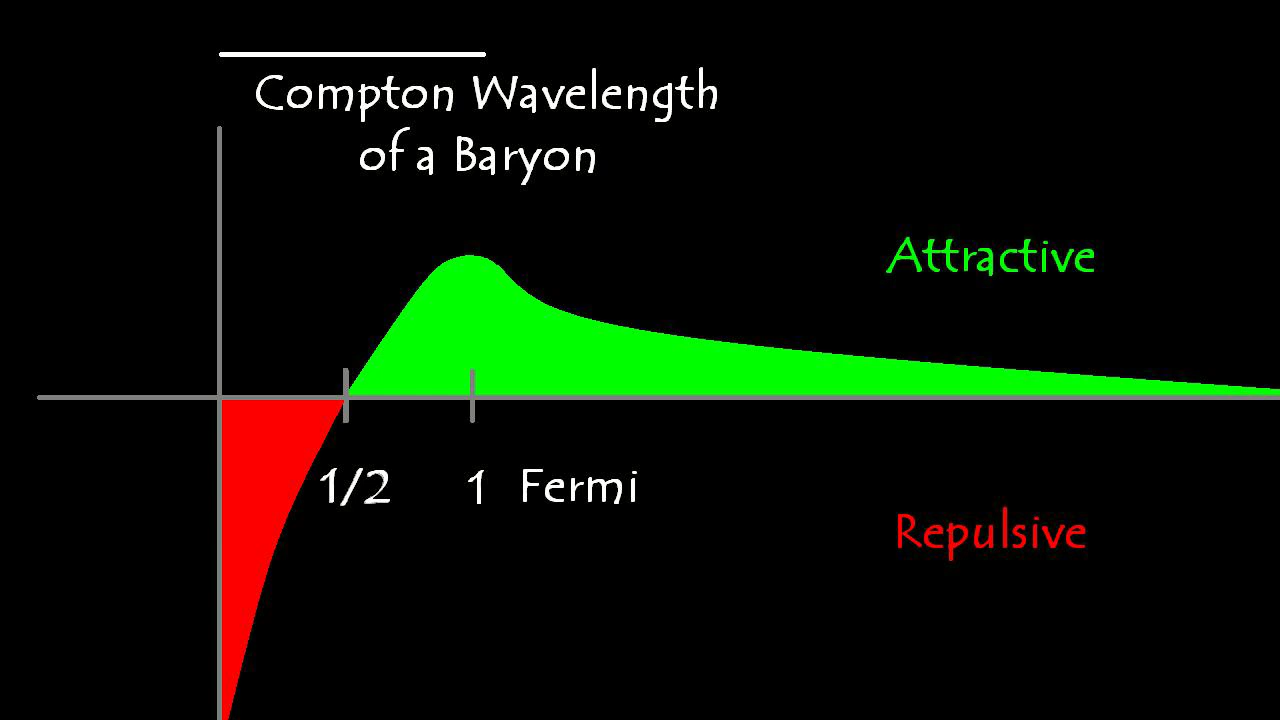 Compton Wavelength
of a Baryon
Attractive
1/2 1 Fermi
Repulsive